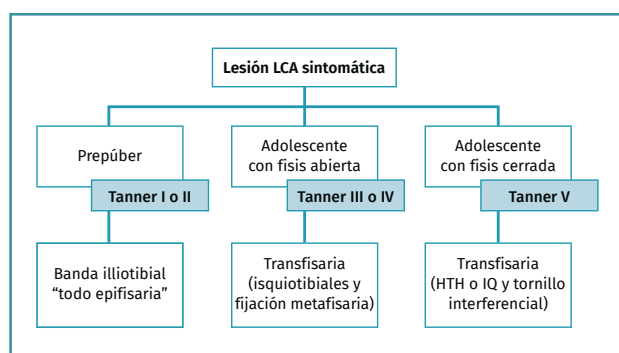 Lesión LCA sintomática
Prepúber
Tanner I o II
Banda illiotibial
“todo epifisaria”
Adolescente
con fisis abierta
Tanner III o IV
Transfisaria
(isquiotibiales y
fijación metafisaria)
Adolescente
con fisis cerrada
Tanner V
Transfisaria
(HTH o IQ y tornillo
interferencial)